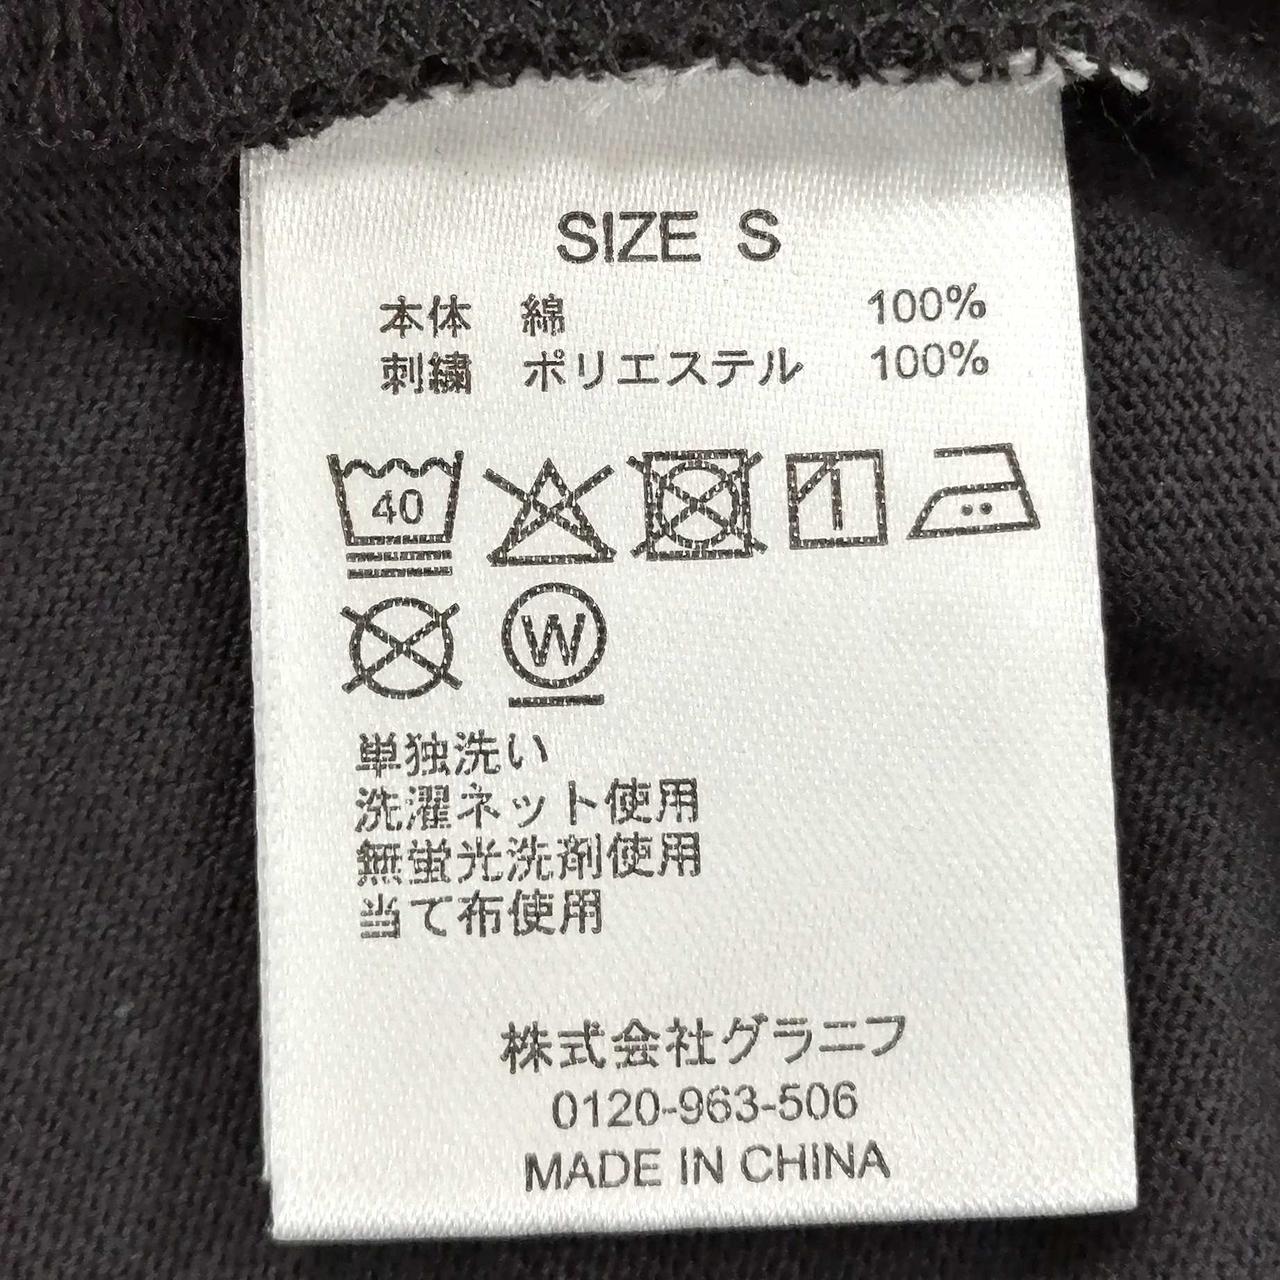 SIZE S
本体 綿 100%
刺繍 ポリエステル 100%
40
W
単独洗い
洗濯ネット使用
無蛍光洗剤使用
当て布使用
株式会社グラニフ
0120-963-506
MADE IN CHINA